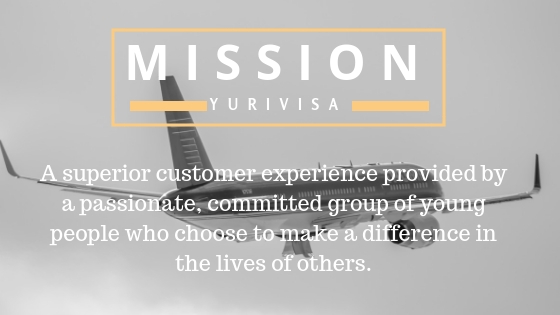 MISSION
YURIVISA
A superior customer experience provided by
a passionate, committed group of young
people who choose to make a difference in
the lives of others.